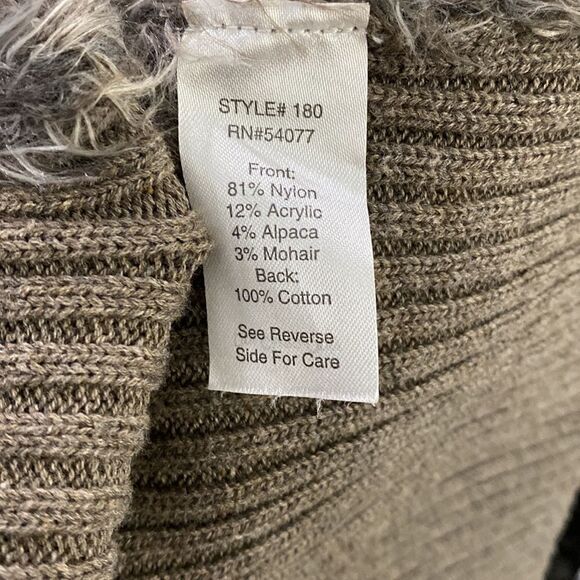 STYLE# 180
RN#54077
Front:
81% Nylon
12% Acrylic
4% Alpaca
3% Mohair
Back:
100% Cotton
See Reverse
Side For Care